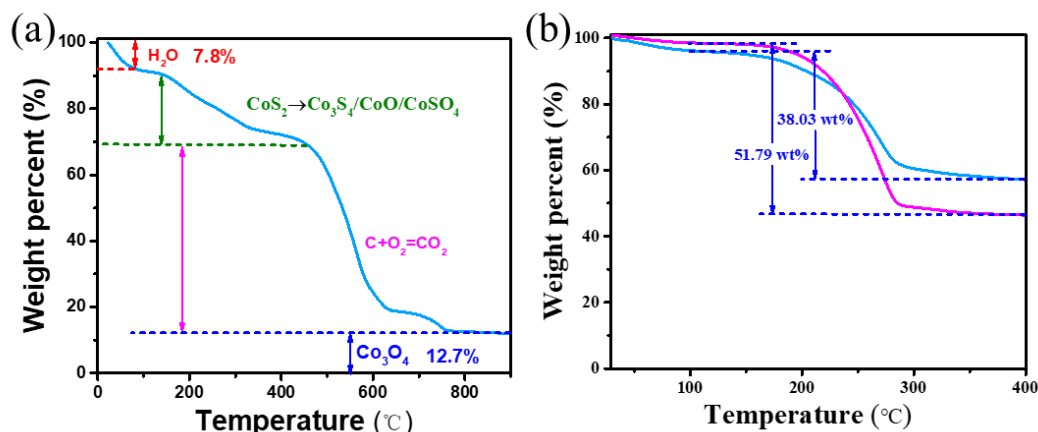 (a)
Weight percent (%)
100
80
60
40
20
0
H₂O 7.8%
CoS₂→Co₃S₄/CoO/CoSO₄
C+O₂=CO₂
Co₃O₄ 12.7%
0 200 400 600 800
Temperature (℃)
(b)
Weight percent (%)
100
80
60
40
20
0
38.03 wt%
51.79 wt%
100 200 300 400
Temperature (℃)